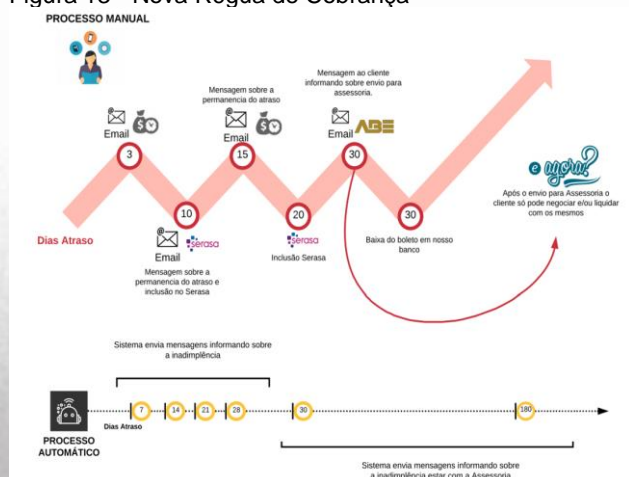 Figura 18 - Nova Régua de Cobrança
PROCESSO MANUAL
Mensagem ao cliente
informando sobre envio para
assessoria.
Mensagem sobre a
permanencia do atraso
Email
Email
Email ABE
3
15
30
e agora?
Após o envio para Assessoria o
cliente só pode negociar e/ou liquidar
com os mesmos
10
20
30
Dias Atraso
Email
serasa
serasa
Inclusão Serasa
Baixa do boleto em nosso
banco
Mensagem sobre a
permanencia do atraso e
inclusão no Serasa
Sistema envia mensagens informando sobre
a inadimplência
7
14
21
28
30
180
Dias Atraso
PROCESSO
AUTOMÁTICO
Sistema envia mensagens informando sobre
a inadimplência estar com a Assessoria